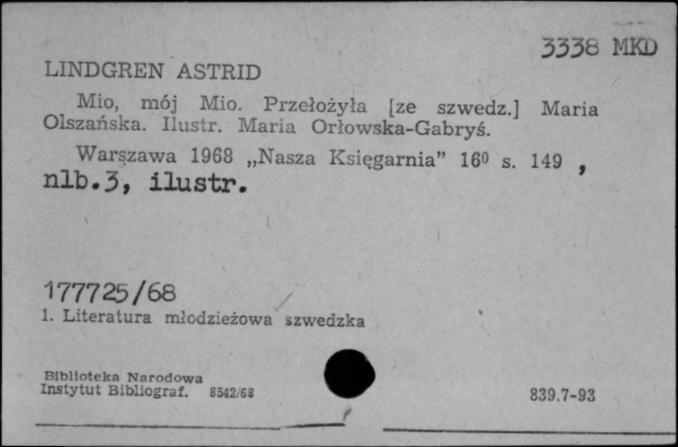 3338 MKD
LINDGREN ASTRID
Mio, mój Mio. Przełożyła [ze szwedz.] Maria
Olszańska. Ilustr. Maria Orłowska-Gabryś.
Warszawa 1968 „Nasza Księgarnia” 16⁰ s. 149 ,
nlb.3, ilustr.
177725/68
1. Literatura młodzieżowa szwedzka
Biblioteka Narodowa
Instytut Bibliograf. 8542/68
839.7-93